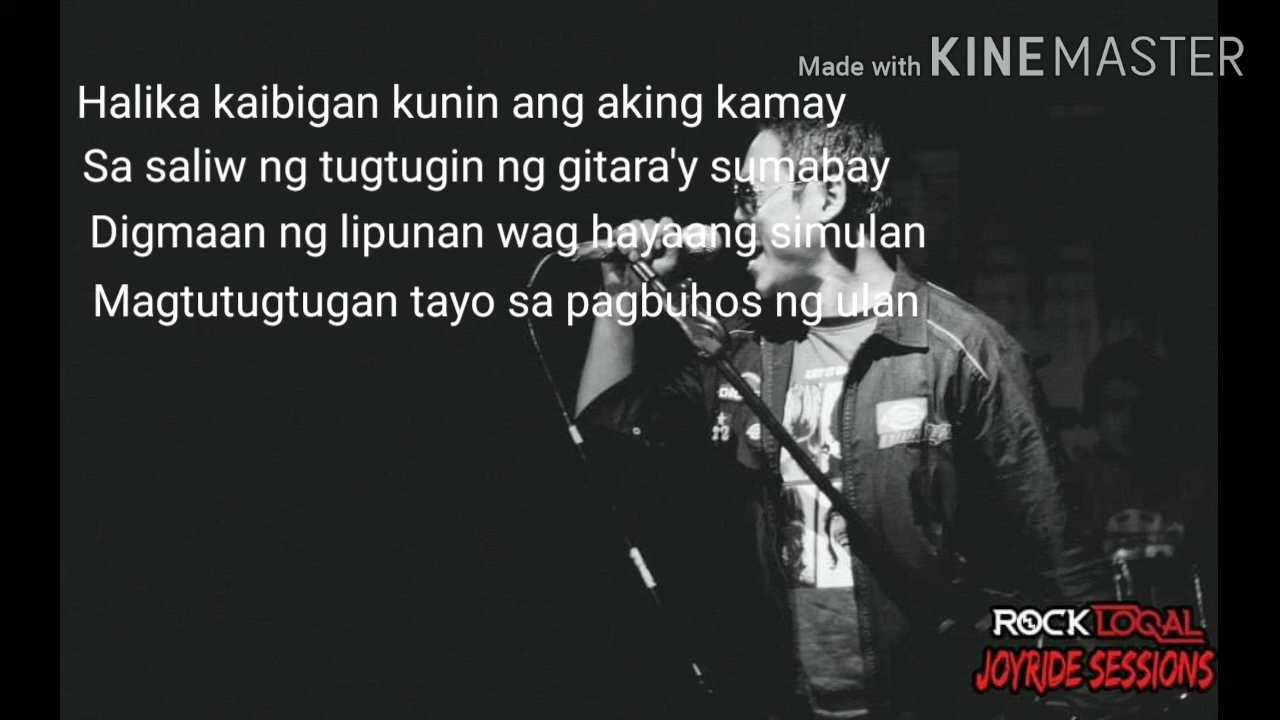 Made with KINEMASTER
Halika kaibigan kunin ang aking kamay
Sa saliw ng tugtugin ng gitara'y sumabay
Digmaan ng lipunan wag hayaang simulan
Magtutugtugan tayo sa pagbuhos ng ulan
ROCK LOQAL
JOYRIDE SESSIONS